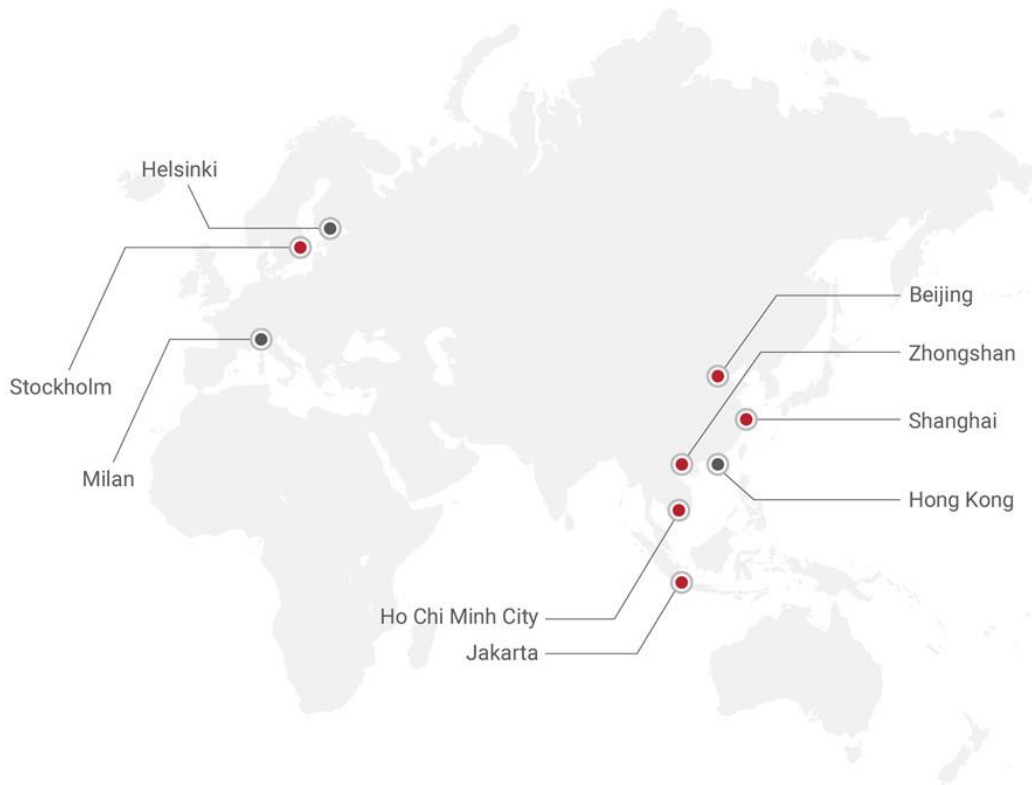 Helsinki
Beijing
Zhongshan
Stockholm
Shanghai
Milan
Hong Kong
Ho Chi Minh City
Jakarta